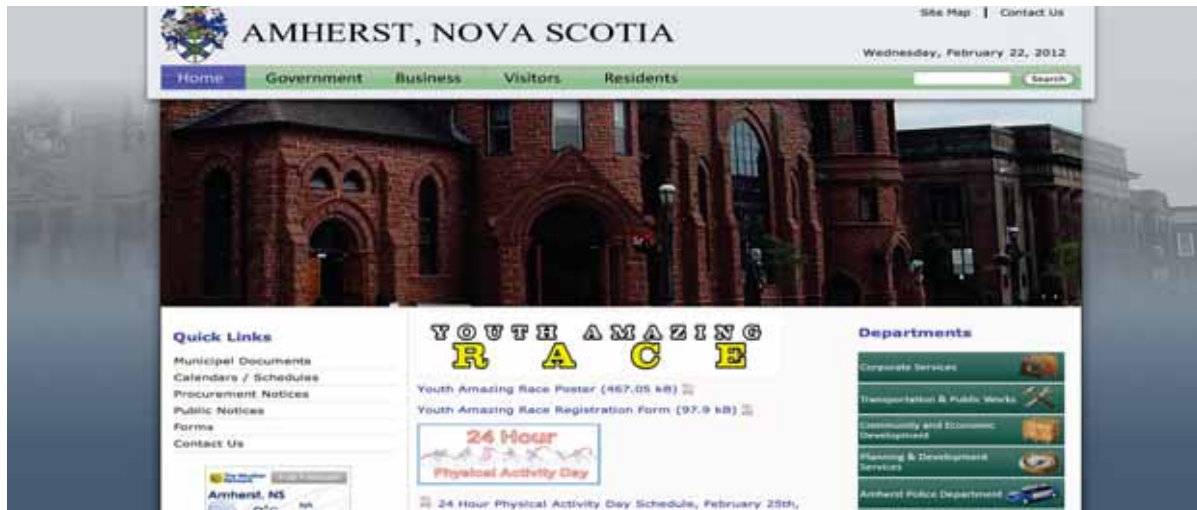 Site Map | Contact Us
AMHERST, NOVA SCOTIA
Wednesday, February 22, 2012
Home Government Business Visitors Residents Search
Quick Links
Municipal Documents
Calendars / Schedules
Procurement Notices
Public Notices
Forms
Contact Us
The Weather Network
Amherst, NS
YOUTH AMAZING
RACE
Youth Amazing Race Poster (467.05 kB)
Youth Amazing Race Registration Form (97.9 kB)
24 Hour
Physical Activity Day
24 Hour Physical Activity Day Schedule, February 25th,
Departments
Corporate Services
Transportation & Public Works
Community and Economic
Development
Planning & Development
Services
Amherst Police Department